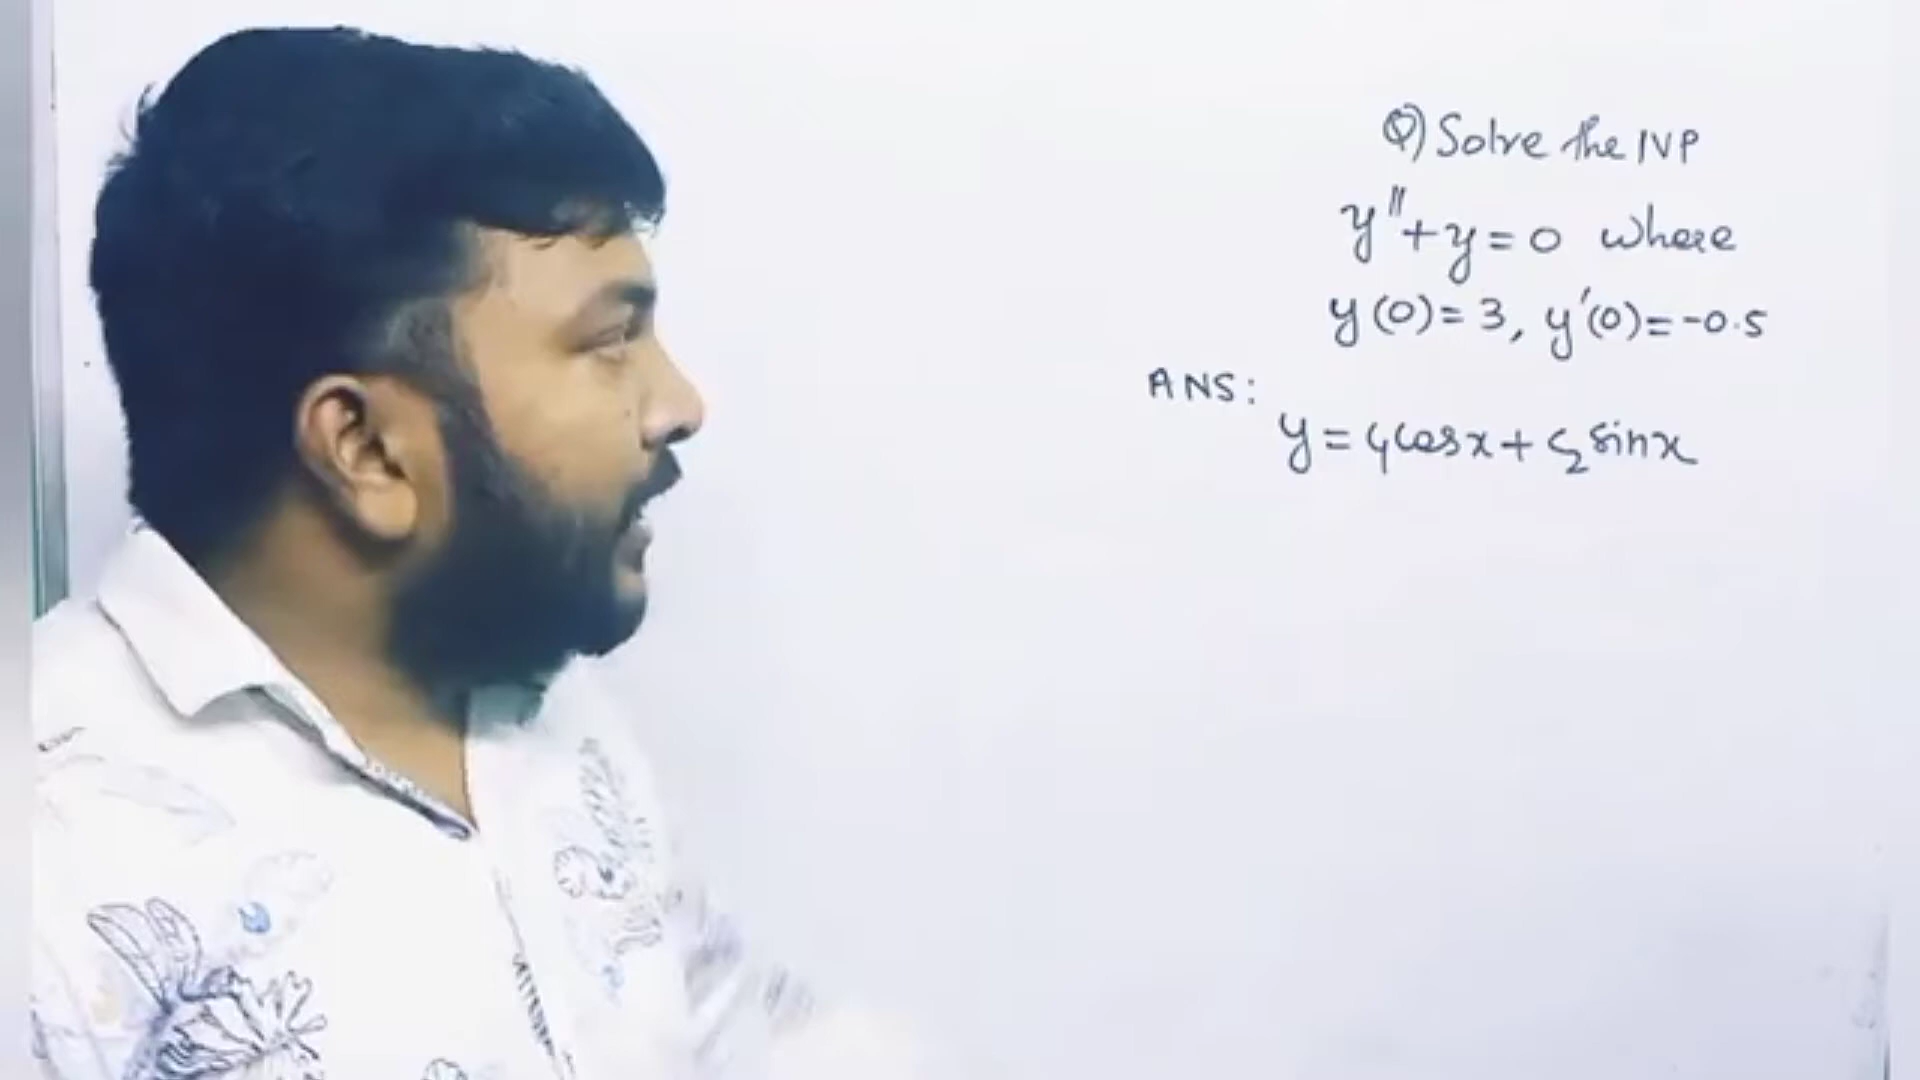 Q) Solve the IVP
y"+y=0 where
y(0)=3, y'(0)=-0.5
ANS:
y=c₁cosx+c₂sinx